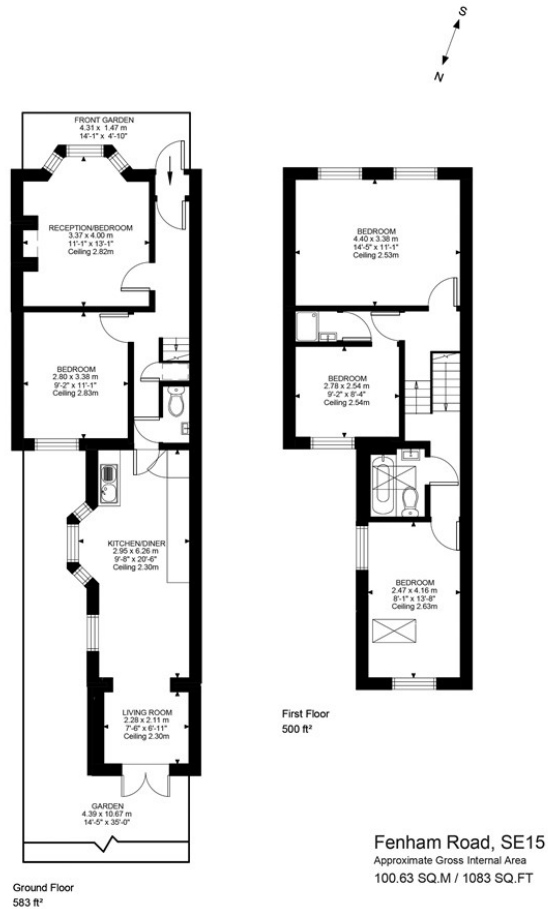 S
N
FRONT GARDEN
4.31 x 1.47 m
14'-1" x 4'-10"
RECEPTION/BEDROOM
3.37 x 4.00 m
11'-1" x 13'-1"
Ceiling 2.82m
BEDROOM
2.80 x 3.38 m
9'-2" x 11'-1"
Ceiling 2.83m
KITCHEN/DINER
2.95 x 6.26 m
9'-8" x 20'-6"
Ceiling 2.30m
LIVING ROOM
2.28 x 2.11 m
7'-6" x 6'-11"
Ceiling 2.30m
GARDEN
4.39 x 10.67 m
14'-5" x 35'-0"
Ground Floor
583 ft²
BEDROOM
4.40 x 3.38 m
14'-5" x 11'-1"
Ceiling 2.53m
BEDROOM
2.78 x 2.54 m
9'-2" x 8'-4"
Ceiling 2.54m
BEDROOM
2.47 x 4.16 m
8'-1" x 13'-8"
Ceiling 2.63m
First Floor
500 ft²
Fenham Road, SE15
Approximate Gross Internal Area
100.63 SQ.M / 1083 SQ.FT